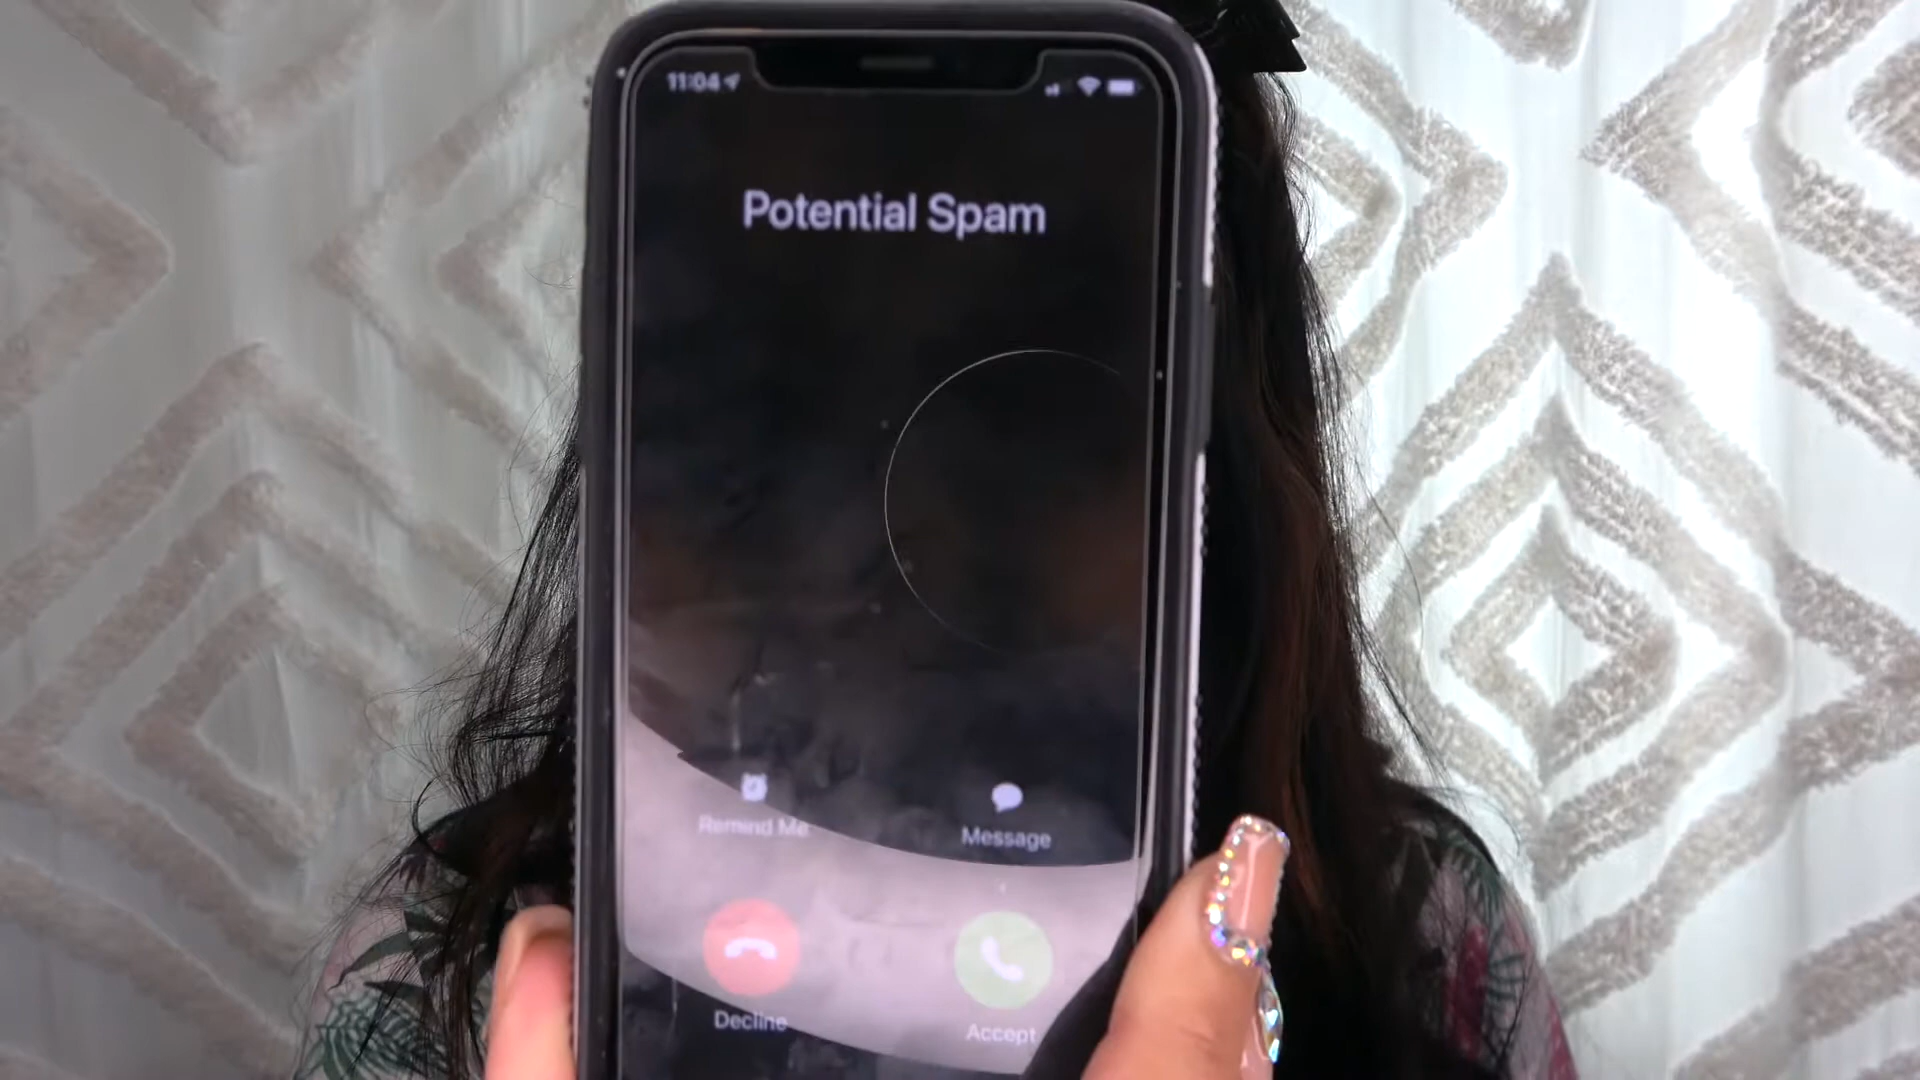 11:04
Potential Spam
Remind Me
Message
Decline
Accept